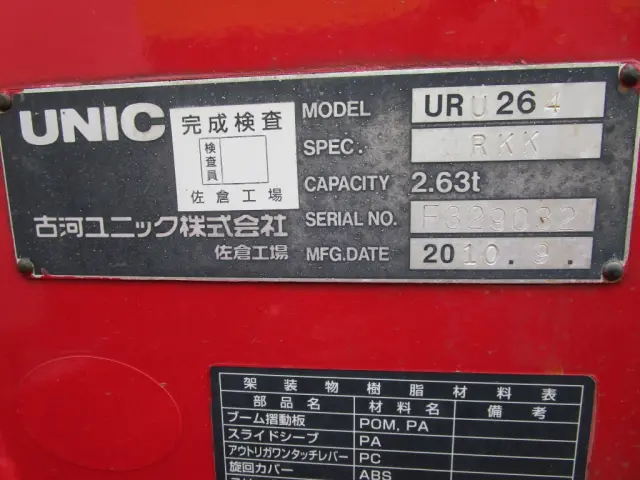 UNIC
完成検査
検査員
佐倉工場
古河ユニック株式会社
佐倉工場
MODEL URU264
SPEC. RKK
CAPACITY 2.63t
SERIAL NO. F329032
MFG.DATE 2010.9.
架装物樹脂材料表
部品名 材料名 備考
ブーム摺動板 POM, PA
スライドシーブ PA
アウトリガワンタッチレバー PC
旋回カバー ABS